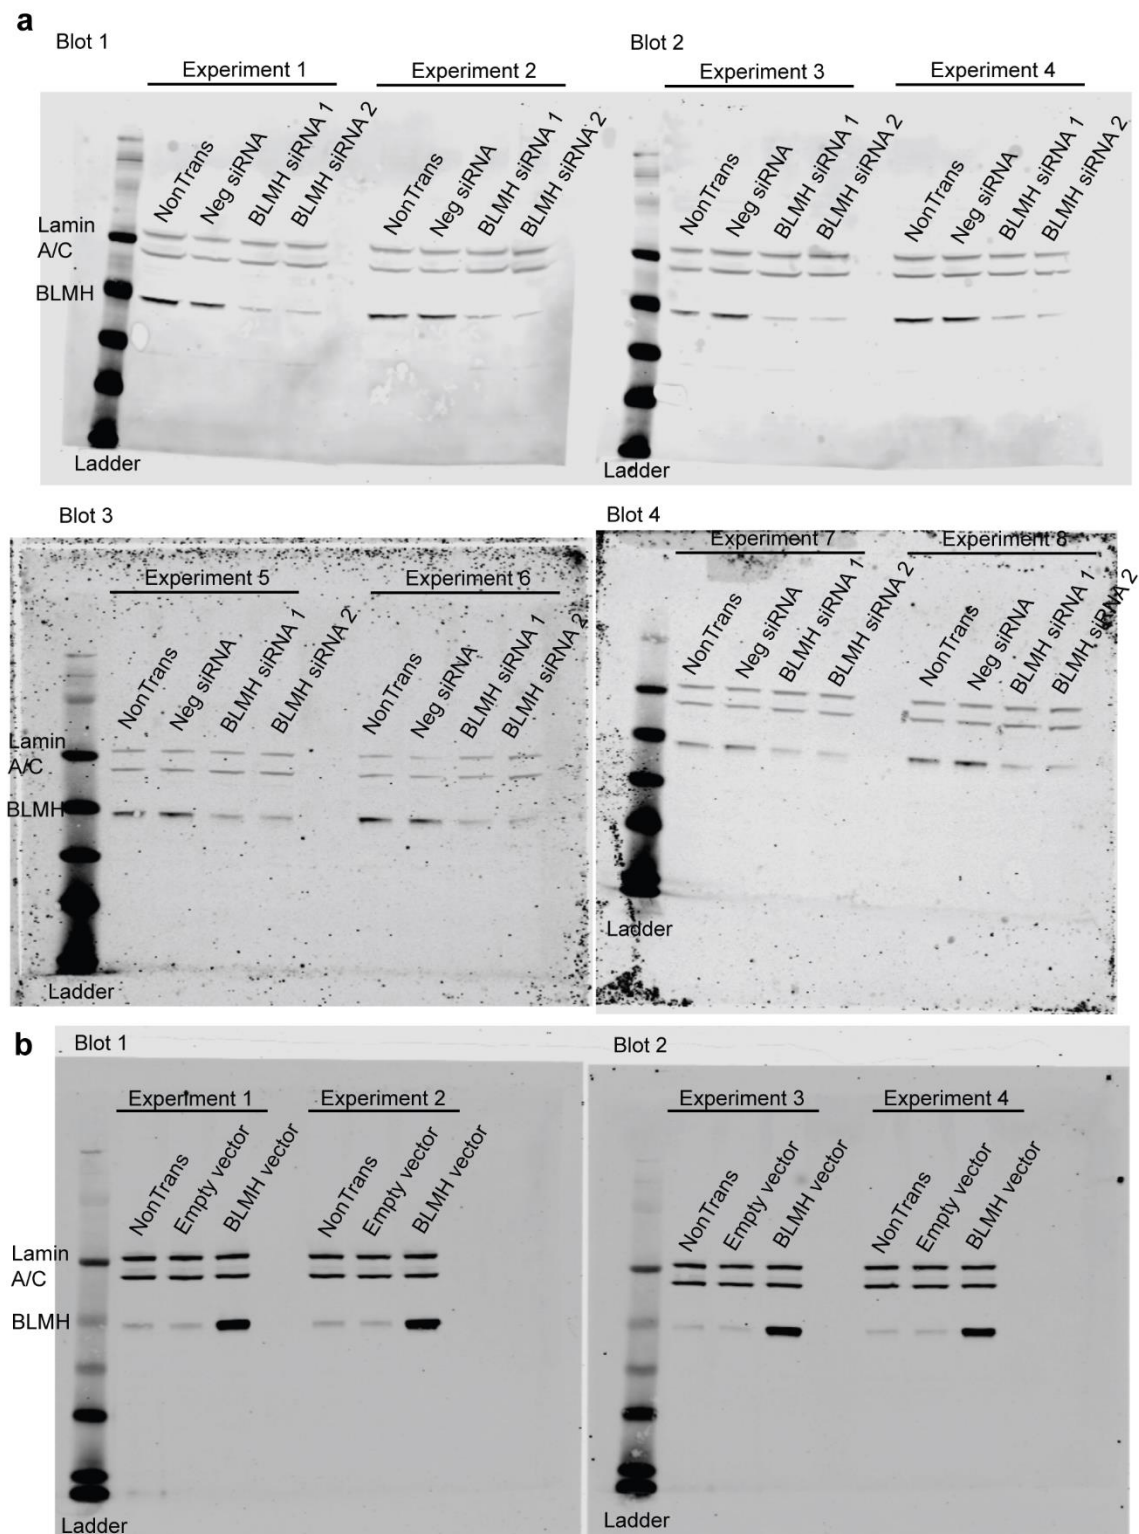 a
Blot 1
Blot 2
Experiment 1
Experiment 2
Experiment 3
Experiment 4
NonTrans
Neg siRNA
BLMH siRNA 1
BLMH siRNA 2
NonTrans
Neg siRNA
BLMH siRNA 1
BLMH siRNA 2
NonTrans
Neg siRNA
BLMH siRNA 1
BLMH siRNA 2
NonTrans
Neg siRNA
BLMH siRNA 1
BLMH siRNA 2
Lamin
A/C
BLMH
Ladder
Ladder
Blot 3
Blot 4
Experiment 5
Experiment 6
Experiment 7
Experiment 8
NonTrans
Neg siRNA
BLMH siRNA 1
BLMH siRNA 2
NonTrans
Neg siRNA
BLMH siRNA 1
BLMH siRNA 2
NonTrans
Neg siRNA
BLMH siRNA 1
BLMH siRNA 2
NonTrans
Neg siRNA
BLMH siRNA 1
BLMH siRNA 2
Lamin
A/C
BLMH
Ladder
Ladder
b
Blot 1
Blot 2
Experiment 1
Experiment 2
Experiment 3
Experiment 4
NonTrans
Empty vector
BLMH vector
NonTrans
Empty vector
BLMH vector
NonTrans
Empty vector
BLMH vector
NonTrans
Empty vector
BLMH vector
Lamin
A/C
BLMH
Ladder
Ladder